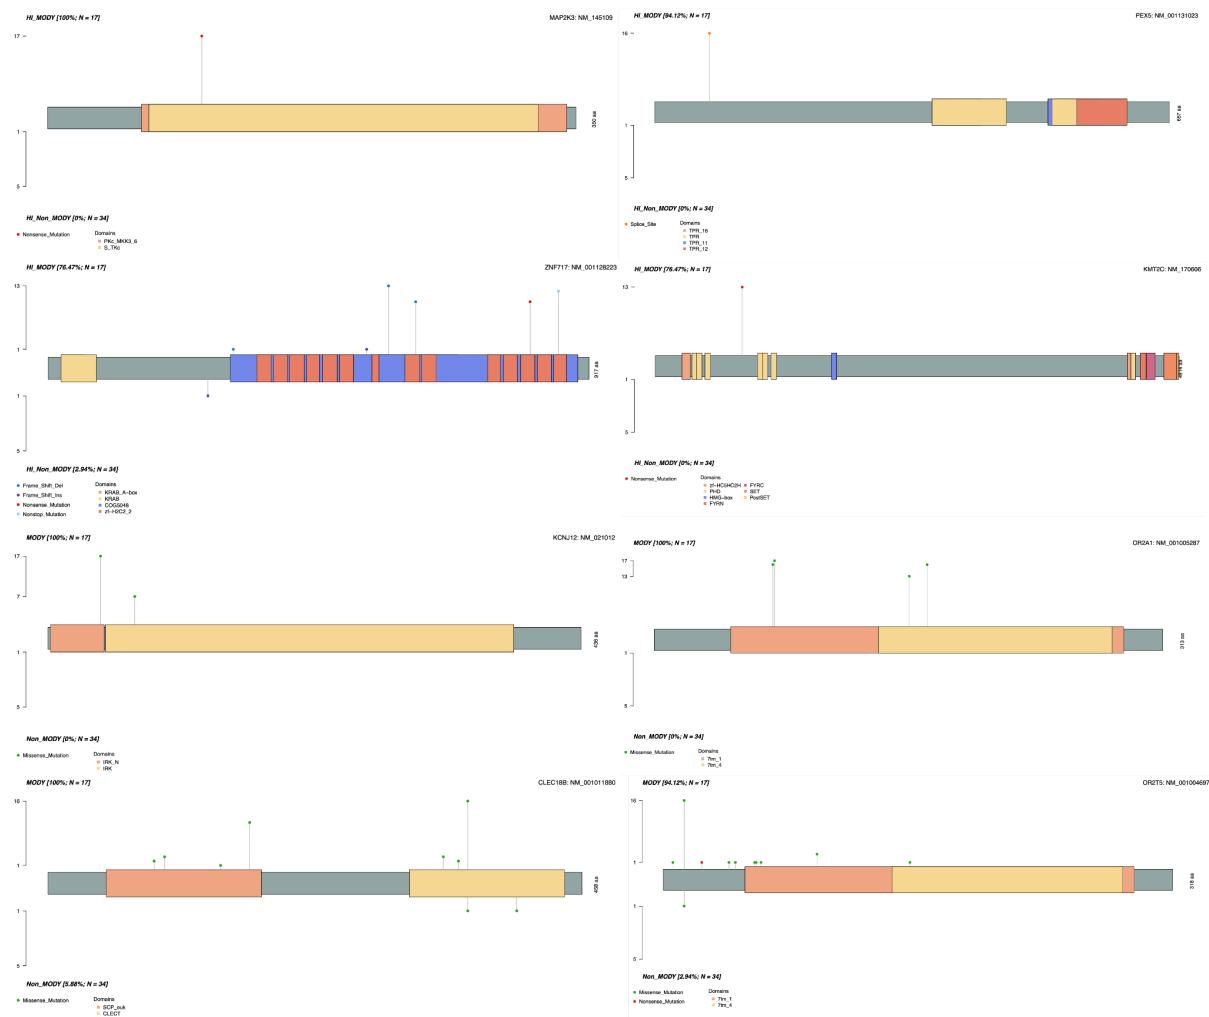 HI_MODY [100%; N = 17]
MAP2K3: NM_145109
17
1
5
350 aa
HI_Non_MODY [0%; N = 34]
Nonsense_Mutation
Domains
PKc_MKK3_6
S_TKc
HI_MODY [94.12%; N = 17]
PEX5: NM_001131023
16
1
5
HI_Non_MODY [0%; N = 34]
Splice_Site
Domains
TPR_16
TPR
TPR_11
TPR_12
HI_MODY [76.47%; N = 17]
ZNF717: NM_001128223
13
1
1
5
917 aa
HI_Non_MODY [2.94%; N = 34]
Frame_Shift_Del
Frame_Shift_Ins
Nonsense_Mutation
Nonstop_Mutation
Domains
KRAB_A-box
KRAB
COG5048
zf-H2C2_2
HI_MODY [76.47%; N = 17]
KMT2C: NM_170606
13
1
5
HI_Non_MODY [0%; N = 34]
Nonsense_Mutation
Domains
zf-HC5HC2H
PHD
HMG-box
FYRN
FYRC
SET
PostSET
MODY [100%; N = 17]
KCNJ12: NM_021012
17
7
1
5
Non_MODY [0%; N = 34]
Missense_Mutation
Domains
IRK_N
IRK
MODY [100%; N = 17]
OR2A1: NM_001005287
17
13
1
5
313 aa
Non_MODY [0%; N = 34]
Missense_Mutation
Domains
7tm_1
7tm_4
MODY [100%; N = 17]
CLEC18B: NM_001011880
16
1
1
5
Non_MODY [5.88%; N = 34]
Missense_Mutation
Domains
SCP_euk
CLECT
MODY [94.12%; N = 17]
OR2T5: NM_001004697
16
1
1
5
Non_MODY [2.94%; N = 34]
Missense_Mutation
Nonsense_Mutation
Domains
7tm_1
7tm_4